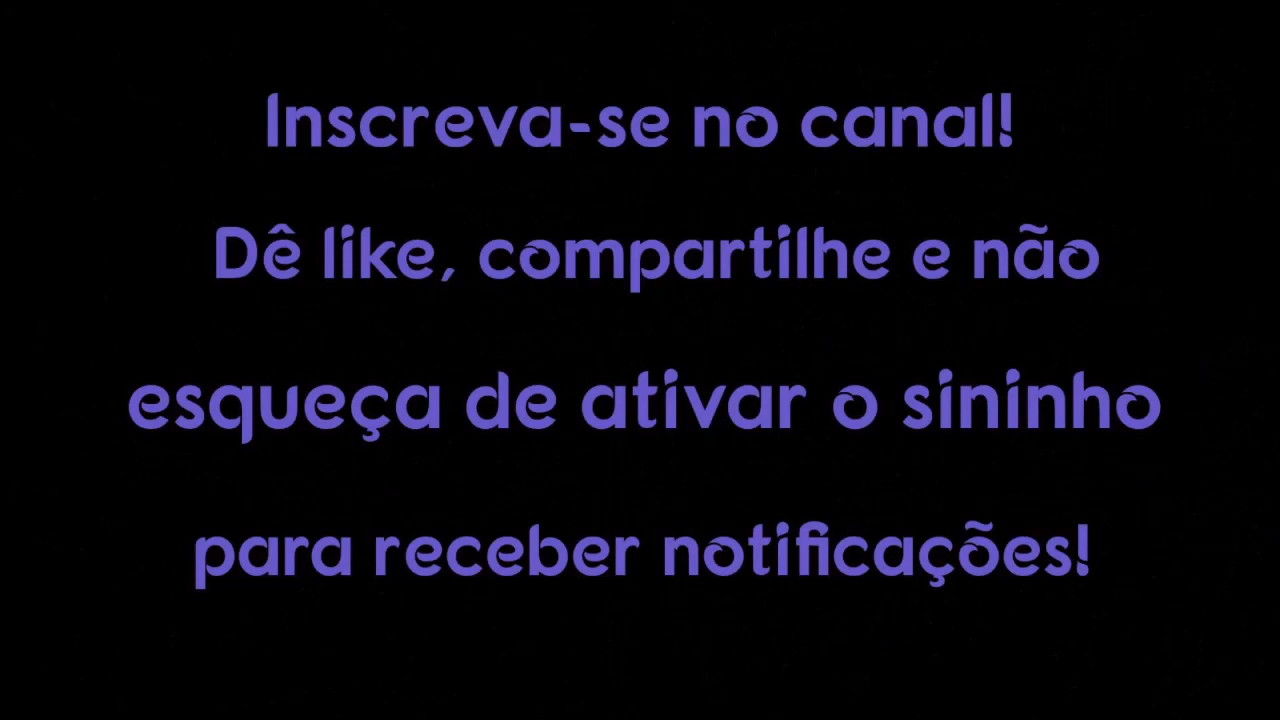 Inscreva-se no canal!
Dê like, compartilhe e não
esqueça de ativar o sininho
para receber notificações!